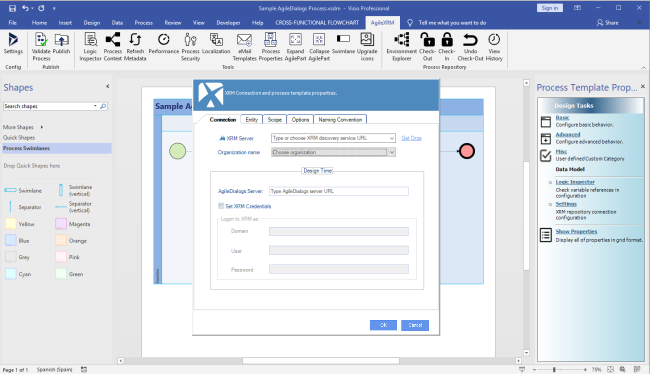 Sample AgileDialogs Process.vsdm - Visio Professional
Sign in
File Home Insert Design Data Process Review View Developer Help CROSS-FUNCTIONAL FLOWCHART AgileXRM Tell me what you want to do Share
Settings Validate Process Publish Logic Inspector Process Context Refresh Metadata Performance Process Security Localization eMail Templates Process Properties Expand AgilePart Collapse AgilePart Swimlane Upgrade icons Environment Explorer Check-Out Check-In Undo Check-Out View History
Config Publish Tools Process Repository
Shapes
Search shapes
More Shapes
Quick Shapes
Process Swimlanes
Drop Quick Shapes here
Swimlane
Swimlane (vertical)
Separator
Separator (vertical)
Yellow
Magenta
Blue
Orange
Grey
Pink
Cyan
Green
Sample A
XRM Connection and process template properties.
Connection Entity Scope Options Naming Convention
XRM Server Type or choose XRM discovery service URL Get Orgs
Organization name Choose organization
Design Time
AgileDialogs Server: Type AgileDialogs server URL
Set XRM Credentials
Logon to XRM as
Domain
User
Password
OK Cancel
Process Template Prop...
Design Tasks
Basic
Configure basic behavior.
Advanced
Configure advanced behavior.
Misc
User defined Custom Category
Data Model
Logic Inspector
Check variable references in
configuration
Settings
XRM repository connection
configuration
Show Properties
Display all of properties in grid format.
Page 1 of 1 Spanish (Spain)
75%